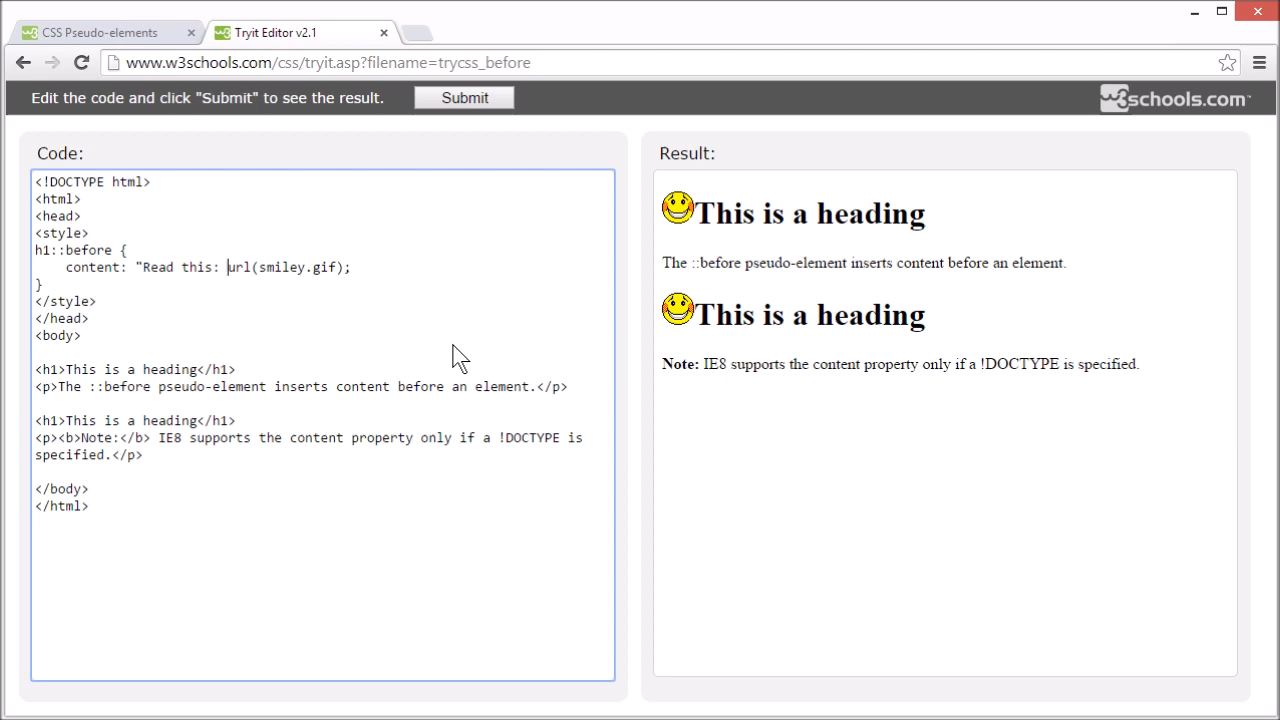 CSS Pseudo-elements
Tryit Editor v2.1
www.w3schools.com/css/tryit.asp?filename=trycss_before
Edit the code and click "Submit" to see the result.
Submit
w3schools.com
Code:
<!DOCTYPE html>
<html>
<head>
<style>
h1::before {
    content: "Read this: url(smiley.gif);
}
</style>
</head>
<body>
<h1>This is a heading</h1>
<p>The ::before pseudo-element inserts content before an element.</p>
<h1>This is a heading</h1>
<p><b>Note:</b> IE8 supports the content property only if a !DOCTYPE is
specified.</p>
</body>
</html>
Result:
This is a heading
The ::before pseudo-element inserts content before an element.
This is a heading
Note: IE8 supports the content property only if a !DOCTYPE is specified.